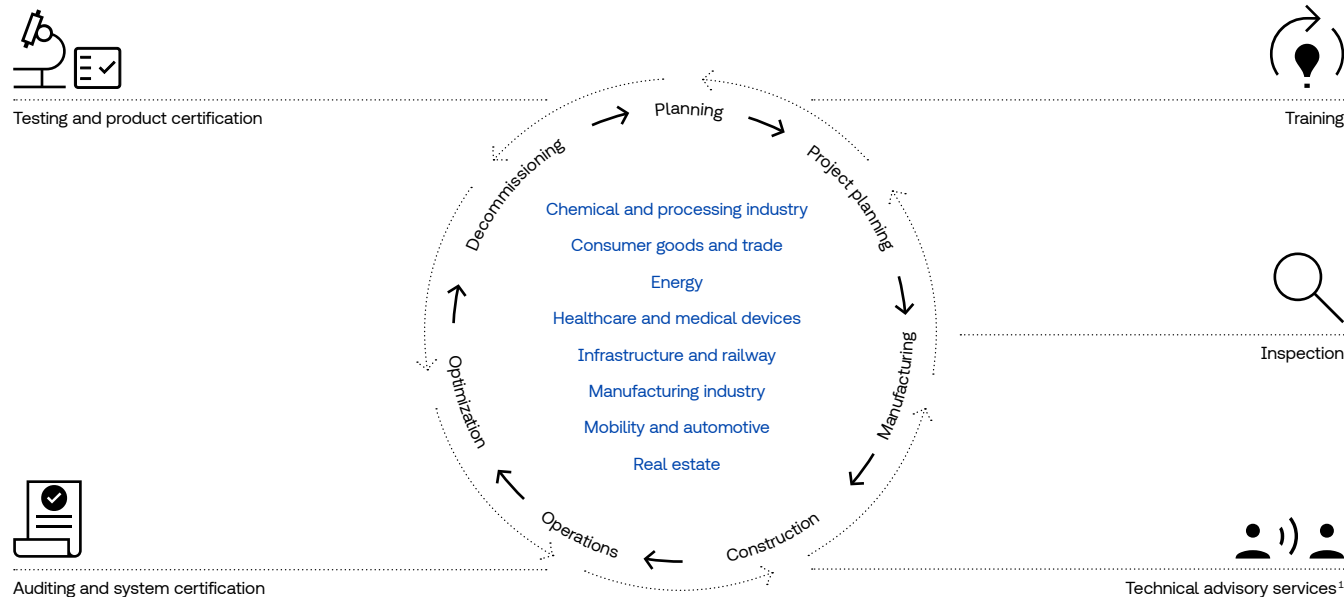 Testing and product certification
Training
Planning
Project planning
Manufacturing
Construction
Operations
Optimization
Decommissioning
Chemical and processing industry
Consumer goods and trade
Energy
Healthcare and medical devices
Infrastructure and railway
Manufacturing industry
Mobility and automotive
Real estate
Inspection
Auditing and system certification
Technical advisory services¹